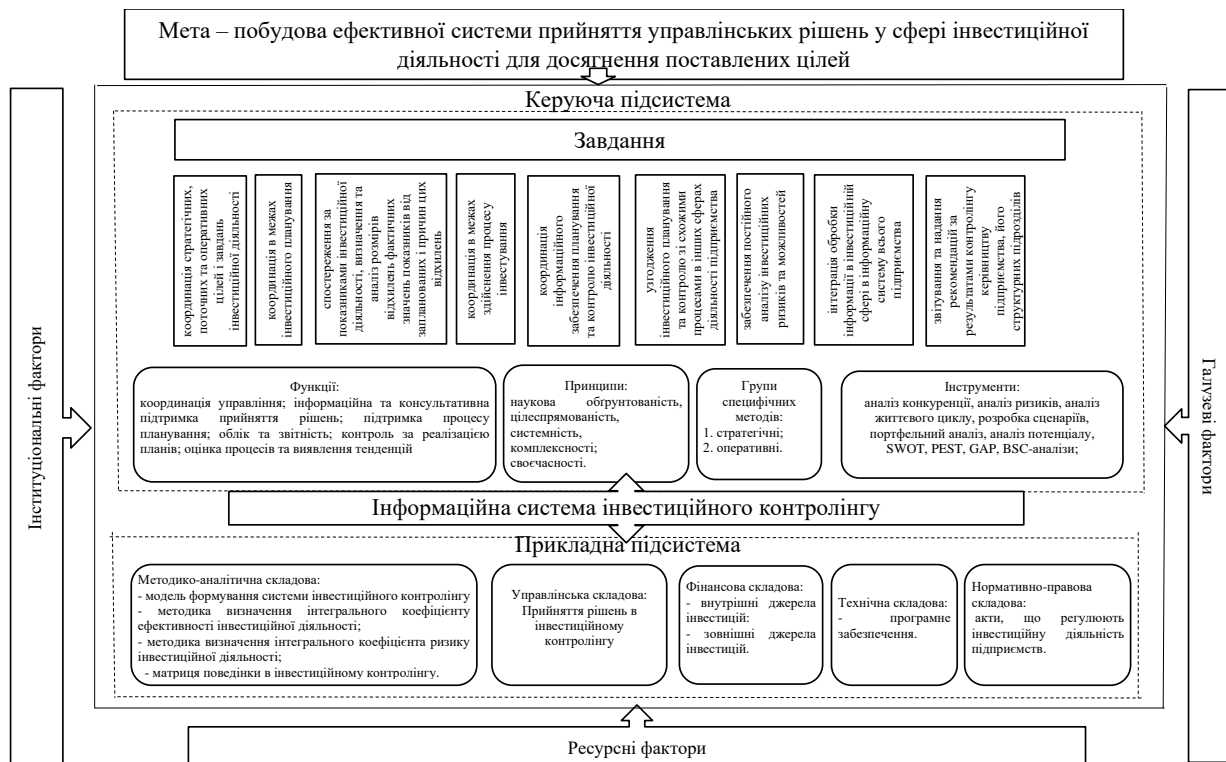 Мета – побудова ефективної системи прийняття управлінських рішень у сфері інвестиційної
діяльності для досягнення поставлених цілей
Інституціональні фактори
Керуюча підсистема
Завдання
координація стратегічних,
поточних та оперативних
цілей і завдань
інвестиційної діяльності
координація в межах
інвестиційного планування
спостереження за
показниками інвестиційної
діяльності, визначення та
аналіз розмірів
відхилень фактичних
значень показників від
запланованих і причин цих
відхилень
координація в межах
здійснення процесу
інвестування
координація
інформаційного
забезпечення планування
та контролю інвестиційної
діяльності
узгодження
інвестиційного планування
та контролю зі схожими
процесами в інших сферах
діяльності підприємства
забезпечення постійного
аналізу інвестиційних
ризиків та можливостей
інтеграція обробки
інформації в інвестиційній
сфері в інформаційну
систему всього
підприємства
звітування та надання
рекомендацій за
результатами контролінгу
керівництву
підприємства, його
структурних підрозділів
Функції:
координація управління; інформаційна та консультативна
підтримка прийняття рішень; підтримка процесу
планування; облік та звітність; контроль за реалізацією
планів; оцінка процесів та виявлення тенденцій
Принципи:
наукова обґрунтованість,
цілеспрямованість,
системність,
комплексності;
своєчасності.
Групи
специфічних
методів:
1. стратегічні;
2. оперативні.
Інструменти:
аналіз конкуренції, аналіз ризиків, аналіз
життєвого циклу, розробка сценаріїв,
портфельний аналіз, аналіз потенціалу,
SWOT, PEST, GAP, BSC-аналізи;
Інформаційна система інвестиційного контролінгу
Прикладна підсистема
Методико-аналітична складова:
- модель формування системи інвестиційного контролінгу
- методика визначення інтегрального коефіцієнту
ефективності інвестиційної діяльності;
- методика визначення інтегрального коефіцієнта ризику
інвестиційної діяльності;
- матриця поведінки в інвестиційному контролінгу.
Управлінська складова:
Прийняття рішень в
інвестиційному
контролінгу
Фінансова складова:
- внутрішні джерела
інвестицій:
- зовнішні джерела
інвестицій.
Технічна складова:
- програмне
забезпечення.
Нормативно-правова
складова:
акти, що регулюють
інвестиційну діяльність
підприємств.
Галузеві фактори
Ресурсні фактори